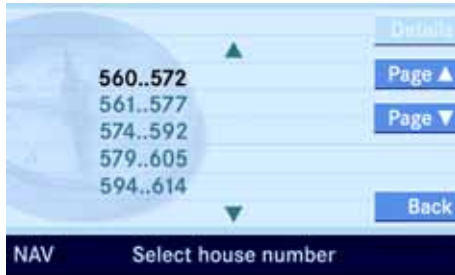 Details
Page ▲
Page ▼
560..572
561..577
574..592
579..605
594..614
Back
NAV Select house number